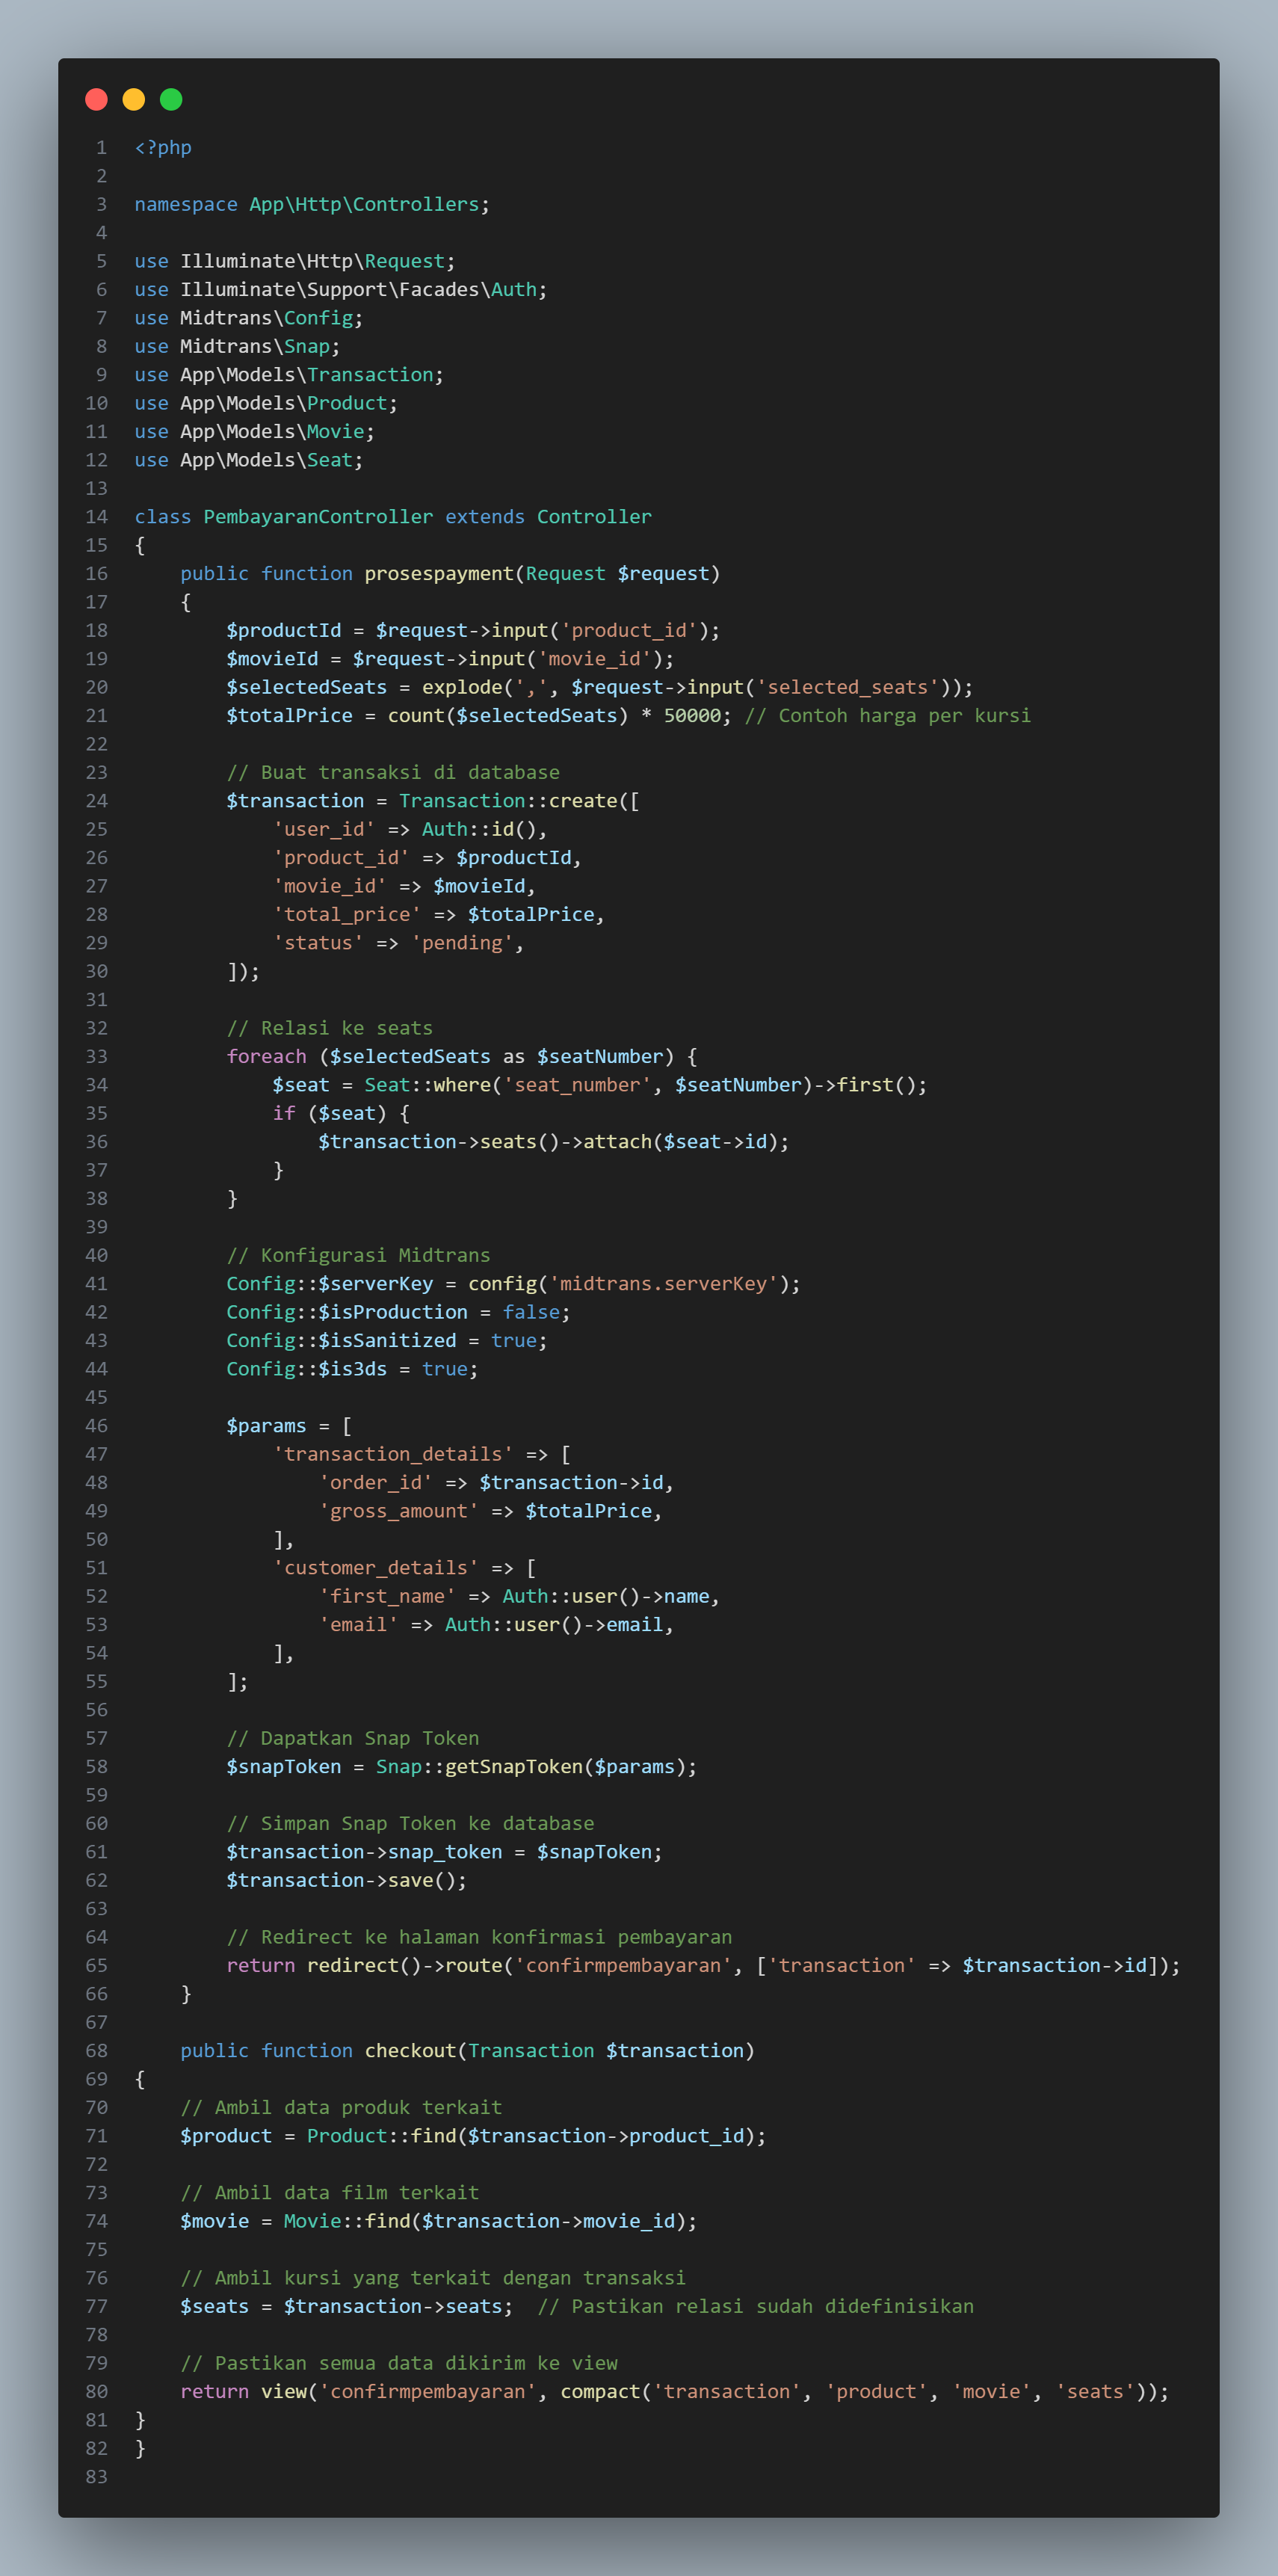 1 <?php
2
3 namespace App\Http\Controllers;
4
5 use Illuminate\Http\Request;
6 use Illuminate\Support\Facades\Auth;
7 use Midtrans\Config;
8 use Midtrans\Snap;
9 use App\Models\Transaction;
10 use App\Models\Product;
11 use App\Models\Movie;
12 use App\Models\Seat;
13
14 class PembayaranController extends Controller
15 {
16     public function prosespayment(Request $request)
17     {
18         $productId = $request->input('product_id');
19         $movieId = $request->input('movie_id');
20         $selectedSeats = explode(',', $request->input('selected_seats'));
21         $totalPrice = count($selectedSeats) * 50000; // Contoh harga per kursi
22
23         // Buat transaksi di database
24         $transaction = Transaction::create([
25             'user_id' => Auth::id(),
26             'product_id' => $productId,
27             'movie_id' => $movieId,
28             'total_price' => $totalPrice,
29             'status' => 'pending',
30         ]);
31
32         // Relasi ke seats
33         foreach ($selectedSeats as $seatNumber) {
34             $seat = Seat::where('seat_number', $seatNumber)->first();
35             if ($seat) {
36                 $transaction->seats()->attach($seat->id);
37             }
38         }
39
40         // Konfigurasi Midtrans
41         Config::$serverKey = config('midtrans.serverKey');
42         Config::$isProduction = false;
43         Config::$isSanitized = true;
44         Config::$is3ds = true;
45
46         $params = [
47             'transaction_details' => [
48                 'order_id' => $transaction->id,
49                 'gross_amount' => $totalPrice,
50             ],
51             'customer_details' => [
52                 'first_name' => Auth::user()->name,
53                 'email' => Auth::user()->email,
54             ],
55         ];
56
57         // Dapatkan Snap Token
58         $snapToken = Snap::getSnapToken($params);
59
60         // Simpan Snap Token ke database
61         $transaction->snap_token = $snapToken;
62         $transaction->save();
63
64         // Redirect ke halaman konfirmasi pembayaran
65         return redirect()->route('confirmpembayaran', ['transaction' => $transaction->id]);
66     }
67
68     public function checkout(Transaction $transaction)
69 {
70     // Ambil data produk terkait
71     $product = Product::find($transaction->product_id);
72
73     // Ambil data film terkait
74     $movie = Movie::find($transaction->movie_id);
75
76     // Ambil kursi yang terkait dengan transaksi
77     $seats = $transaction->seats;  // Pastikan relasi sudah didefinisikan
78
79     // Pastikan semua data dikirim ke view
80     return view('confirmpembayaran', compact('transaction', 'product', 'movie', 'seats'));
81 }
82 }
83